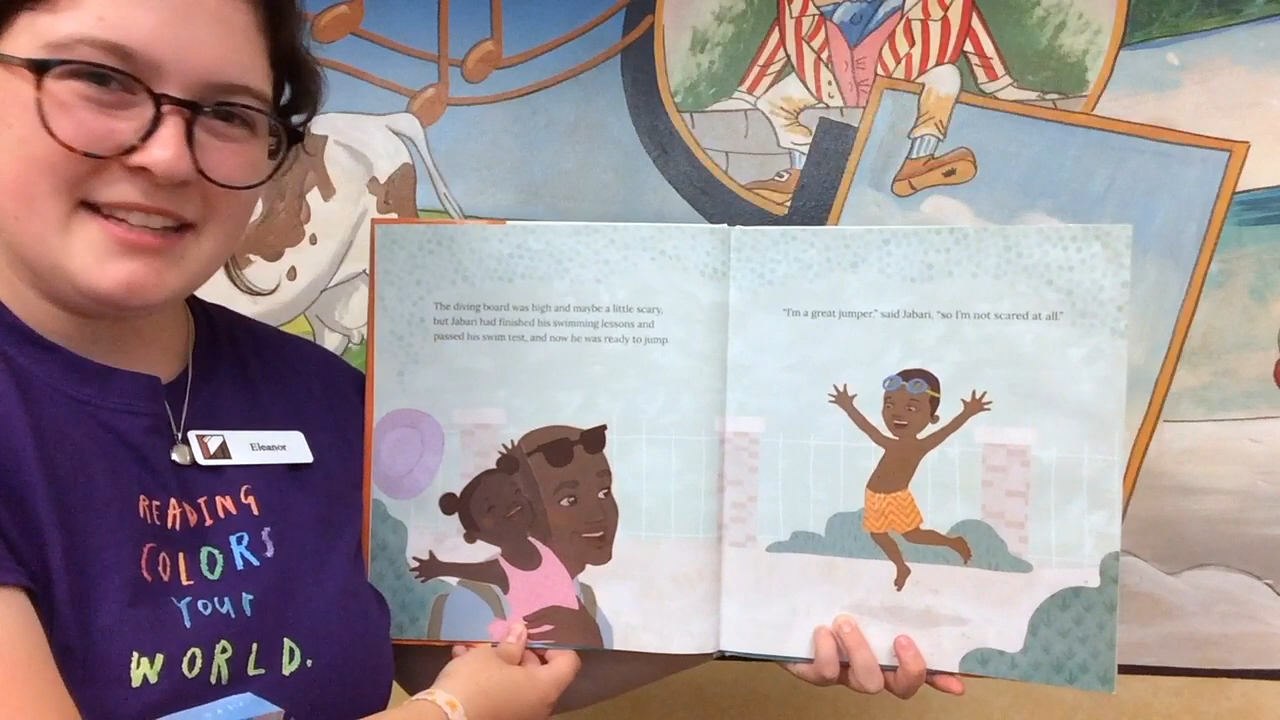 The diving board was high and maybe a little scary,
but Jabari had finished his swimming lessons and
passed his swim test, and now he was ready to jump.
"I'm a great jumper," said Jabari, "so I'm not scared at all."
Eleanor
READING
COLORS
YOUR
WORLD.